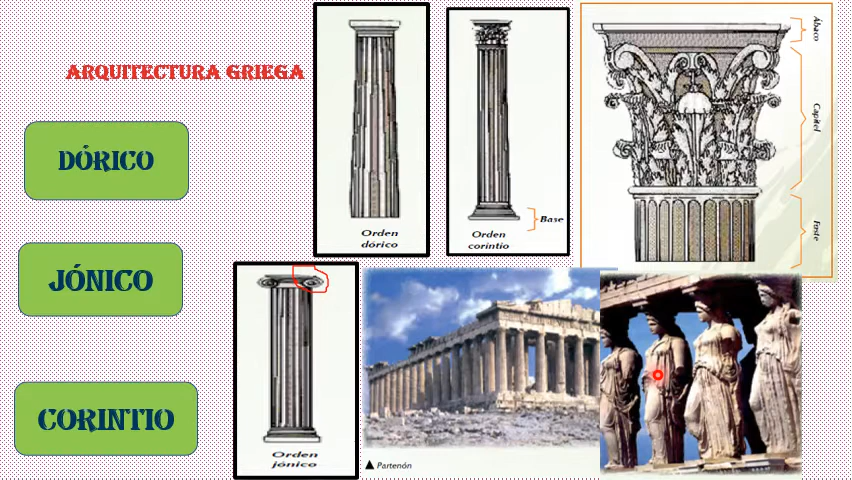 ARQUITECTURA GRIEGA
DÓRICO
JÓNICO
CORINTIO
Orden
dórico
Orden
corintio
Base
Ábaco
Capitel
Fuste
Orden
jónico
▲ Partenón